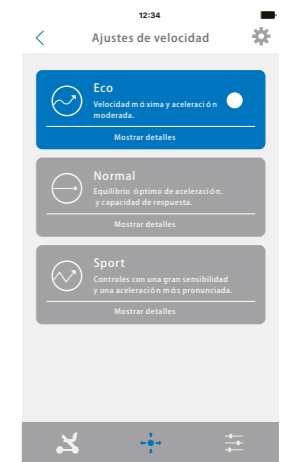 12:34
Ajustes de velocidad
Eco
Velocidad máxima y aceleración
moderada.
Mostrar detalles
Normal
Equilibrio óptimo de aceleración.
y capacidad de respuesta.
Mostrar detalles
Sport
Controles con una gran sensibilidad
y una aceleración más pronunciada.
Mostrar detalles